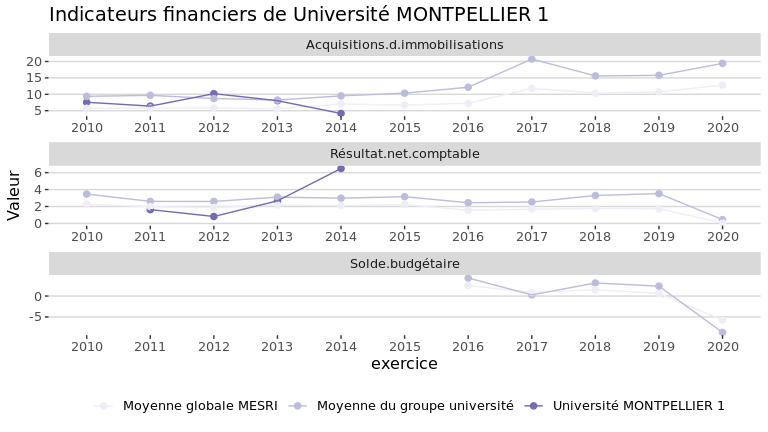 Indicateurs financiers de Université MONTPELLIER 1
Acquisitions.d.immobilisations
20
15
10
5
2010 2011 2012 2013 2014 2015 2016 2017 2018 2019 2020
Résultat.net.comptable
6
4
2
0
2010 2011 2012 2013 2014 2015 2016 2017 2018 2019 2020
Valeur
Solde.budgétaire
0
-5
2010 2011 2012 2013 2014 2015 2016 2017 2018 2019 2020
exercice
Moyenne globale MESRI Moyenne du groupe université Université MONTPELLIER 1